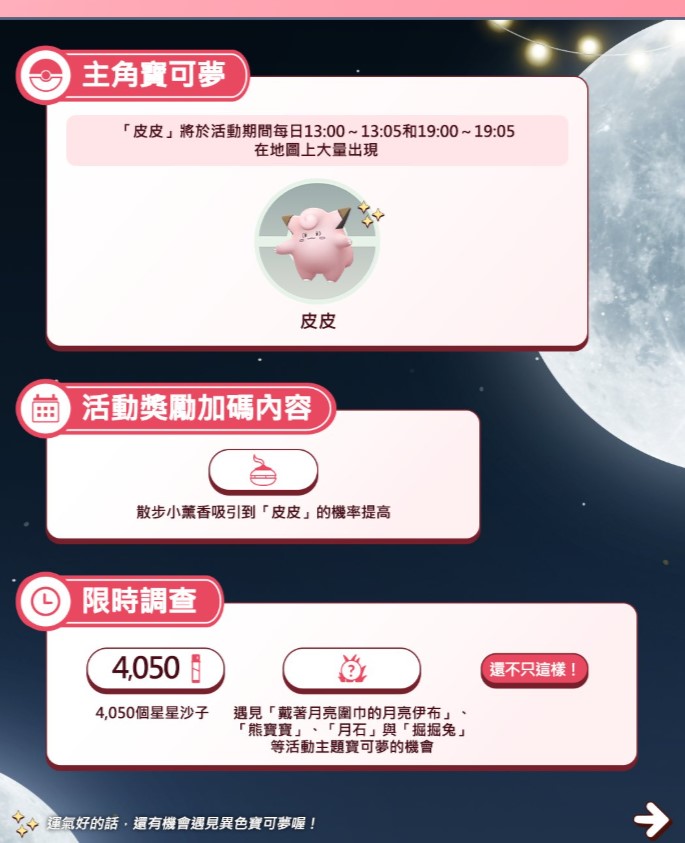 主角寶可夢
「皮皮」將於活動期間每日13:00～13:05和19:00～19:05
在地圖上大量出現
皮皮
活動獎勵加碼內容
散步小薰香吸引到「皮皮」的機率提高
限時調查
4,050
還不只這樣！
4,050個星星沙子
遇見「戴著月亮圍巾的月亮伊布」、
「熊寶寶」、「月石」與「掘掘兔」
等活動主題寶可夢的機會
運氣好的話，還有機會遇見異色寶可夢喔！